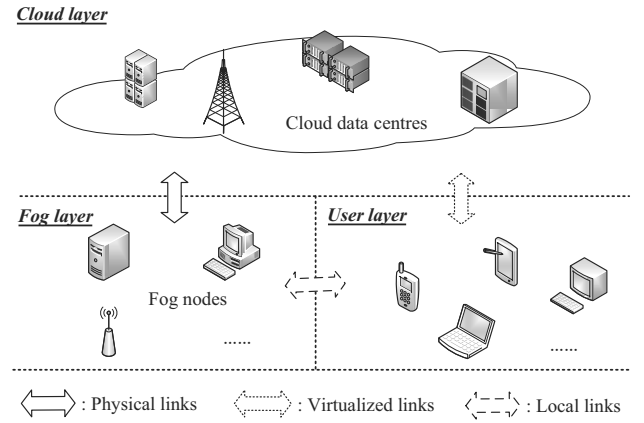 Cloud layer
Cloud data centres
Fog layer
User layer
Fog nodes
......
......
: Physical links
: Virtualized links
: Local links